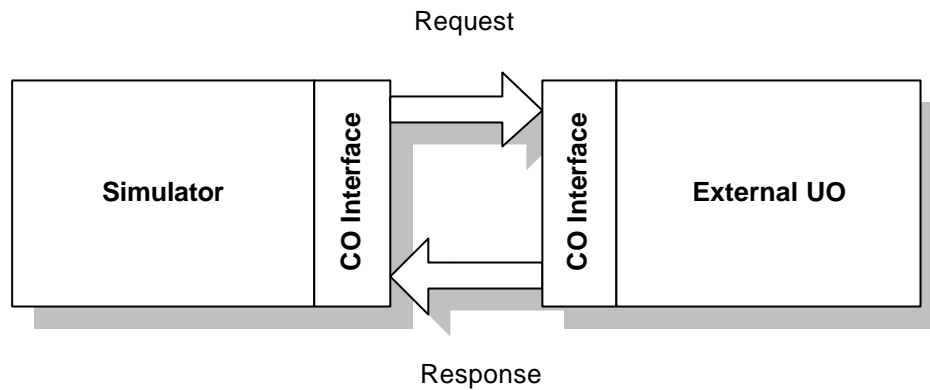 Request
Simulator
CO Interface
CO Interface
External UO
Response